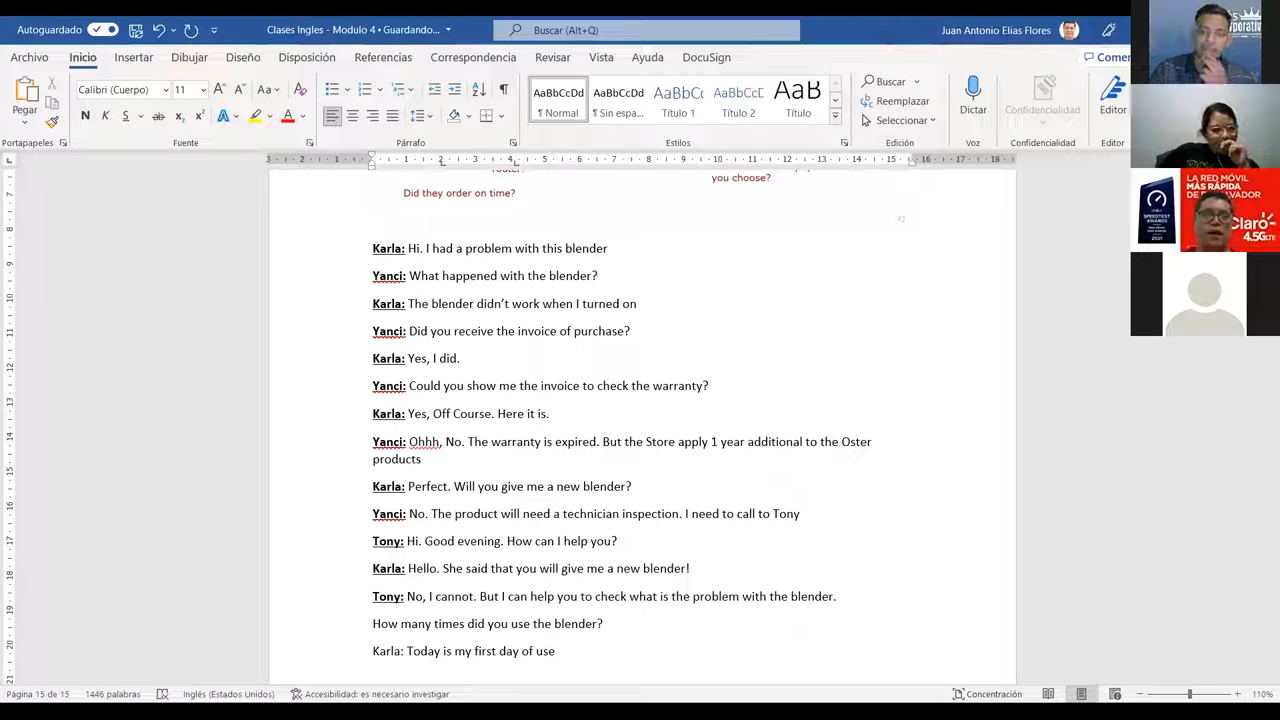 Autoguardado
Clases Ingles - Modulo 4 • Guardando...
Buscar (Alt+Q)
Juan Antonio Elias Flores
Archivo Inicio Insertar Dibujar Diseño Disposición Referencias Correspondencia Revisar Vista Ayuda DocuSign
Pegar
Portapapeles
Calibri (Cuerpo) 11
Fuente
Párrafo
AaBbCcDd AaBbCcDd AaBbCc AaBbCcD AaB
¶ Normal ¶ Sin espa... Título 1 Título 2 Título
Estilos
Buscar
Reemplazar
Seleccionar
Edición
Dictar
Voz
Confidencialidad
Confidencialidad
Editor
Editor
LA RED MÓVIL
MÁS RÁPIDA
SPEEDTEST
AWARDS
2021
Claro
4.5G LTE
you choose?
Did they order on time?
Karla: Hi. I had a problem with this blender
Yanci: What happened with the blender?
Karla: The blender didn't work when I turned on
Yanci: Did you receive the invoice of purchase?
Karla: Yes, I did.
Yanci: Could you show me the invoice to check the warranty?
Karla: Yes, Off Course. Here it is.
Yanci: Ohhh, No. The warranty is expired. But the Store apply 1 year additional to the Oster
products
Karla: Perfect. Will you give me a new blender?
Yanci: No. The product will need a technician inspection. I need to call to Tony
Tony: Hi. Good evening. How can I help you?
Karla: Hello. She said that you will give me a new blender!
Tony: No, I cannot. But I can help you to check what is the problem with the blender.
How many times did you use the blender?
Karla: Today is my first day of use
Página 15 de 15 1446 palabras Inglés (Estados Unidos) Accesibilidad: es necesario investigar Concentración 110%